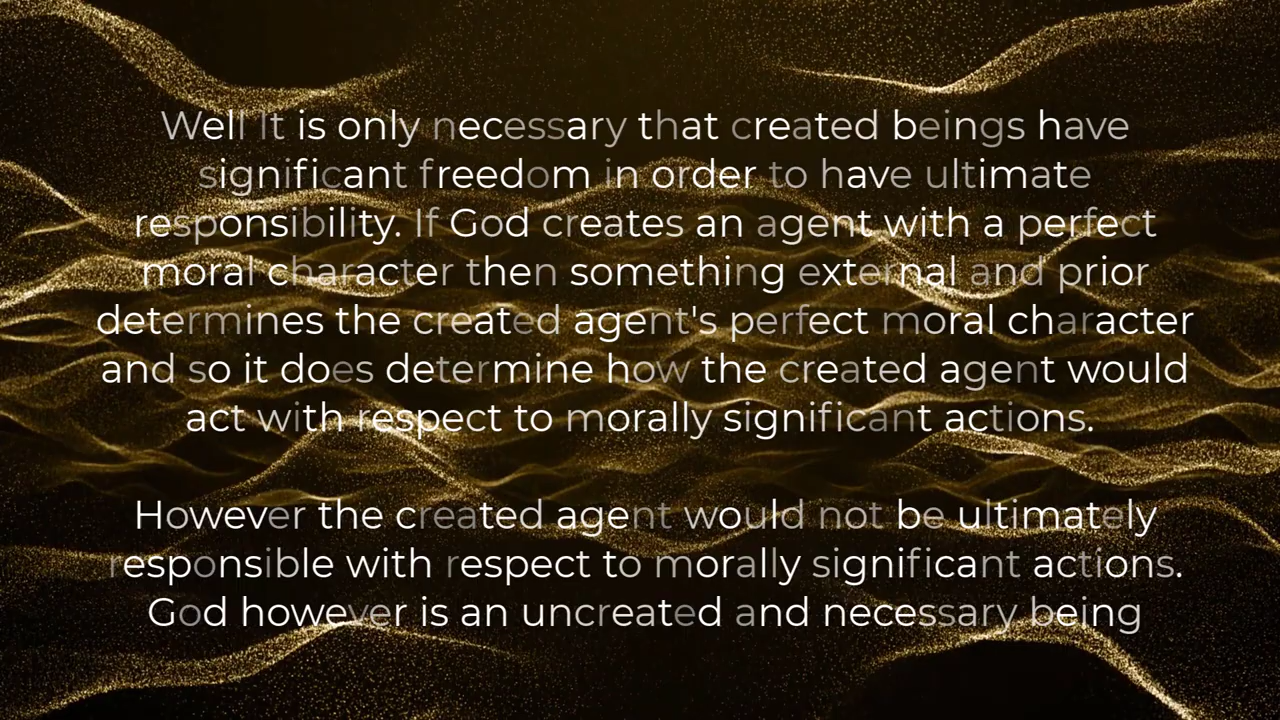 Well It is only necessary that created beings have
significant freedom in order to have ultimate
responsibility. If God creates an agent with a perfect
moral character then something external and prior
determines the created agent's perfect moral character
and so it does determine how the created agent would
act with respect to morally significant actions.
However the created agent would not be ultimately
responsible with respect to morally significant actions.
God however is an uncreated and necessary being